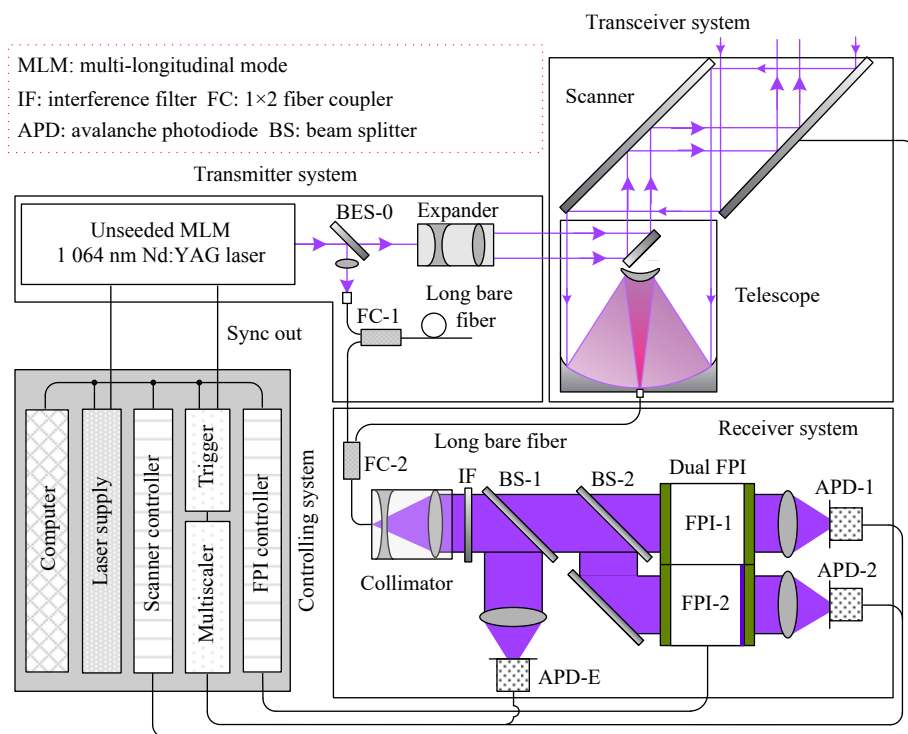 Transceiver system
MLM: multi-longitudinal mode
IF: interference filter FC: 1×2 fiber coupler
APD: avalanche photodiode BS: beam splitter
Scanner
Transmitter system
Unseeded MLM
1 064 nm Nd:YAG laser
BES-0
Expander
Telescope
Long bare
fiber
FC-1
Sync out
Computer
Laser supply
Scanner controller
Trigger
Multiscaler
FPI controller
Controlling system
Receiver system
Long bare fiber
FC-2
IF
BS-1
BS-2
Dual FPI
FPI-1
FPI-2
APD-1
APD-2
Collimator
APD-E